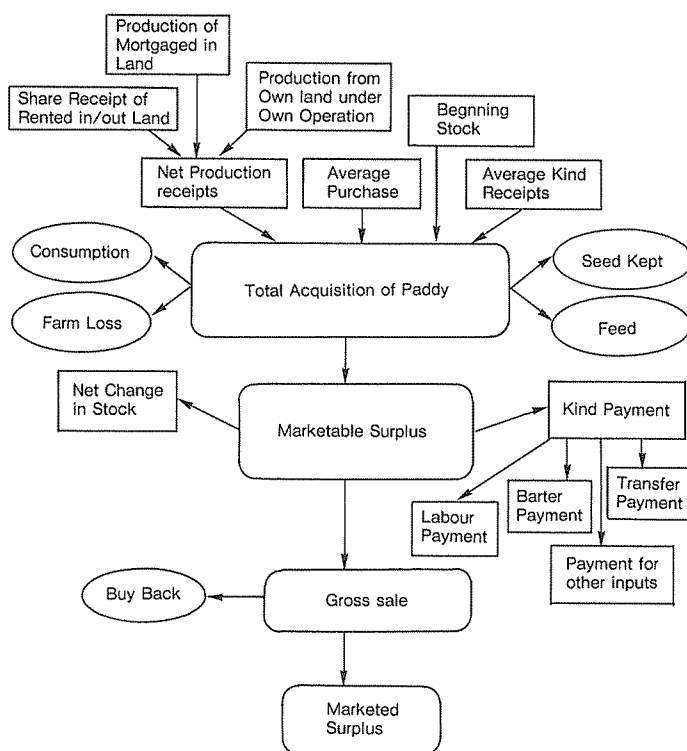 Production of
Mortgaged in
Land
Share Receipt of
Rented in/out Land
Production from
Own land under
Own Operation
Begnning
Stock
Net Production
receipts
Average
Purchase
Average Kind
Receipts
Consumption
Total Acquisition of Paddy
Seed Kept
Farm Loss
Feed
Net Change
in Stock
Marketable Surplus
Kind Payment
Labour
Payment
Barter
Payment
Transfer
Payment
Payment for
other inputs
Buy Back
Gross sale
Marketed
Surplus